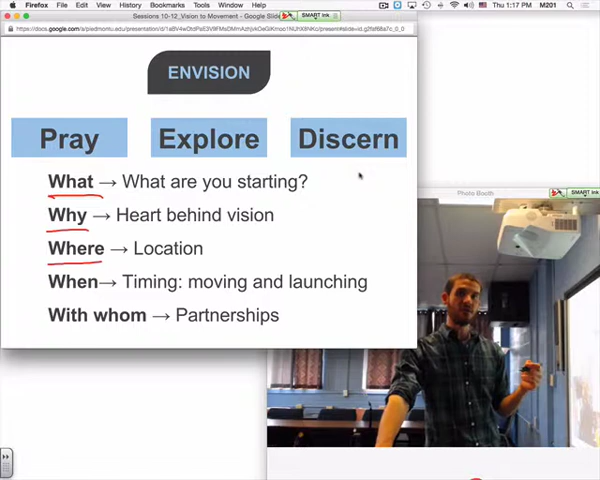 Firefox File Edit View History Bookmarks Tools Window Help Thu 1:17 PM M201
Sessions 10-12_Vision to Movement - Google Slid
SMART Ink
ENVISION
Pray Explore Discern
What → What are you starting?
Why → Heart behind vision
Where → Location
When→ Timing: moving and launching
With whom → Partnerships
Photo Booth
SMART Ink